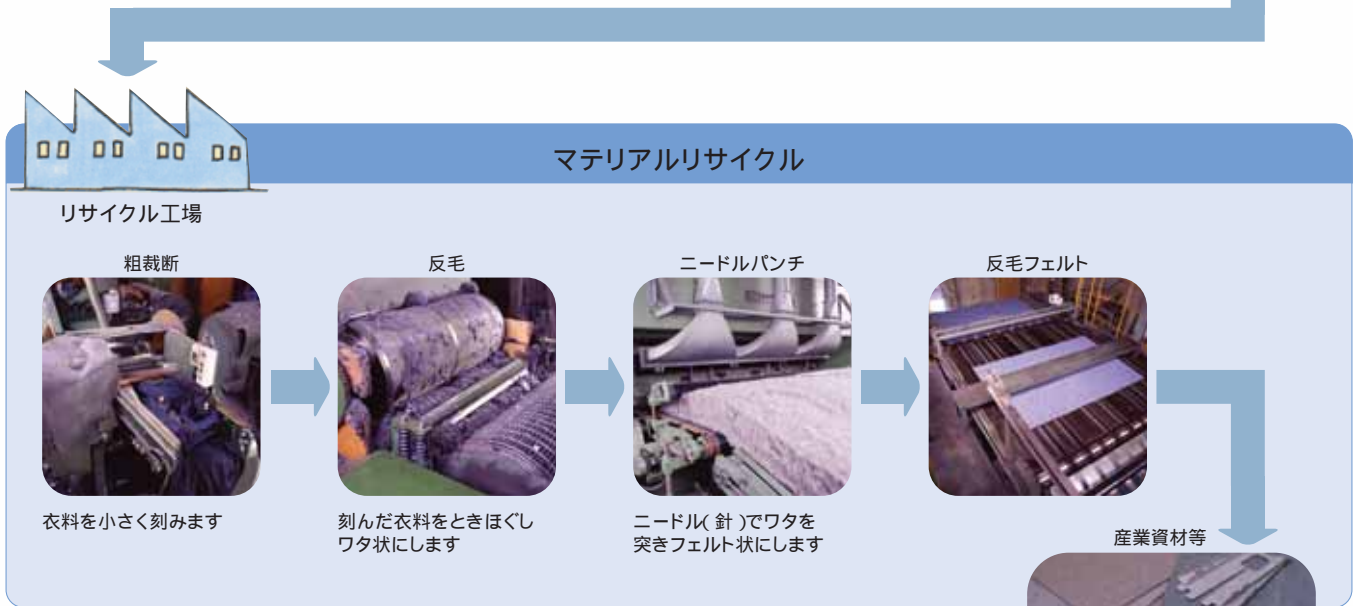 マテリアルリサイクル
リサイクル工場
粗裁断
反毛
ニードルパンチ
反毛フェルト
衣料を小さく刻みます
刻んだ衣料をときほぐし
ワタ状にします
ニードル(針)でワタを
突きフェルト状にします
産業資材等